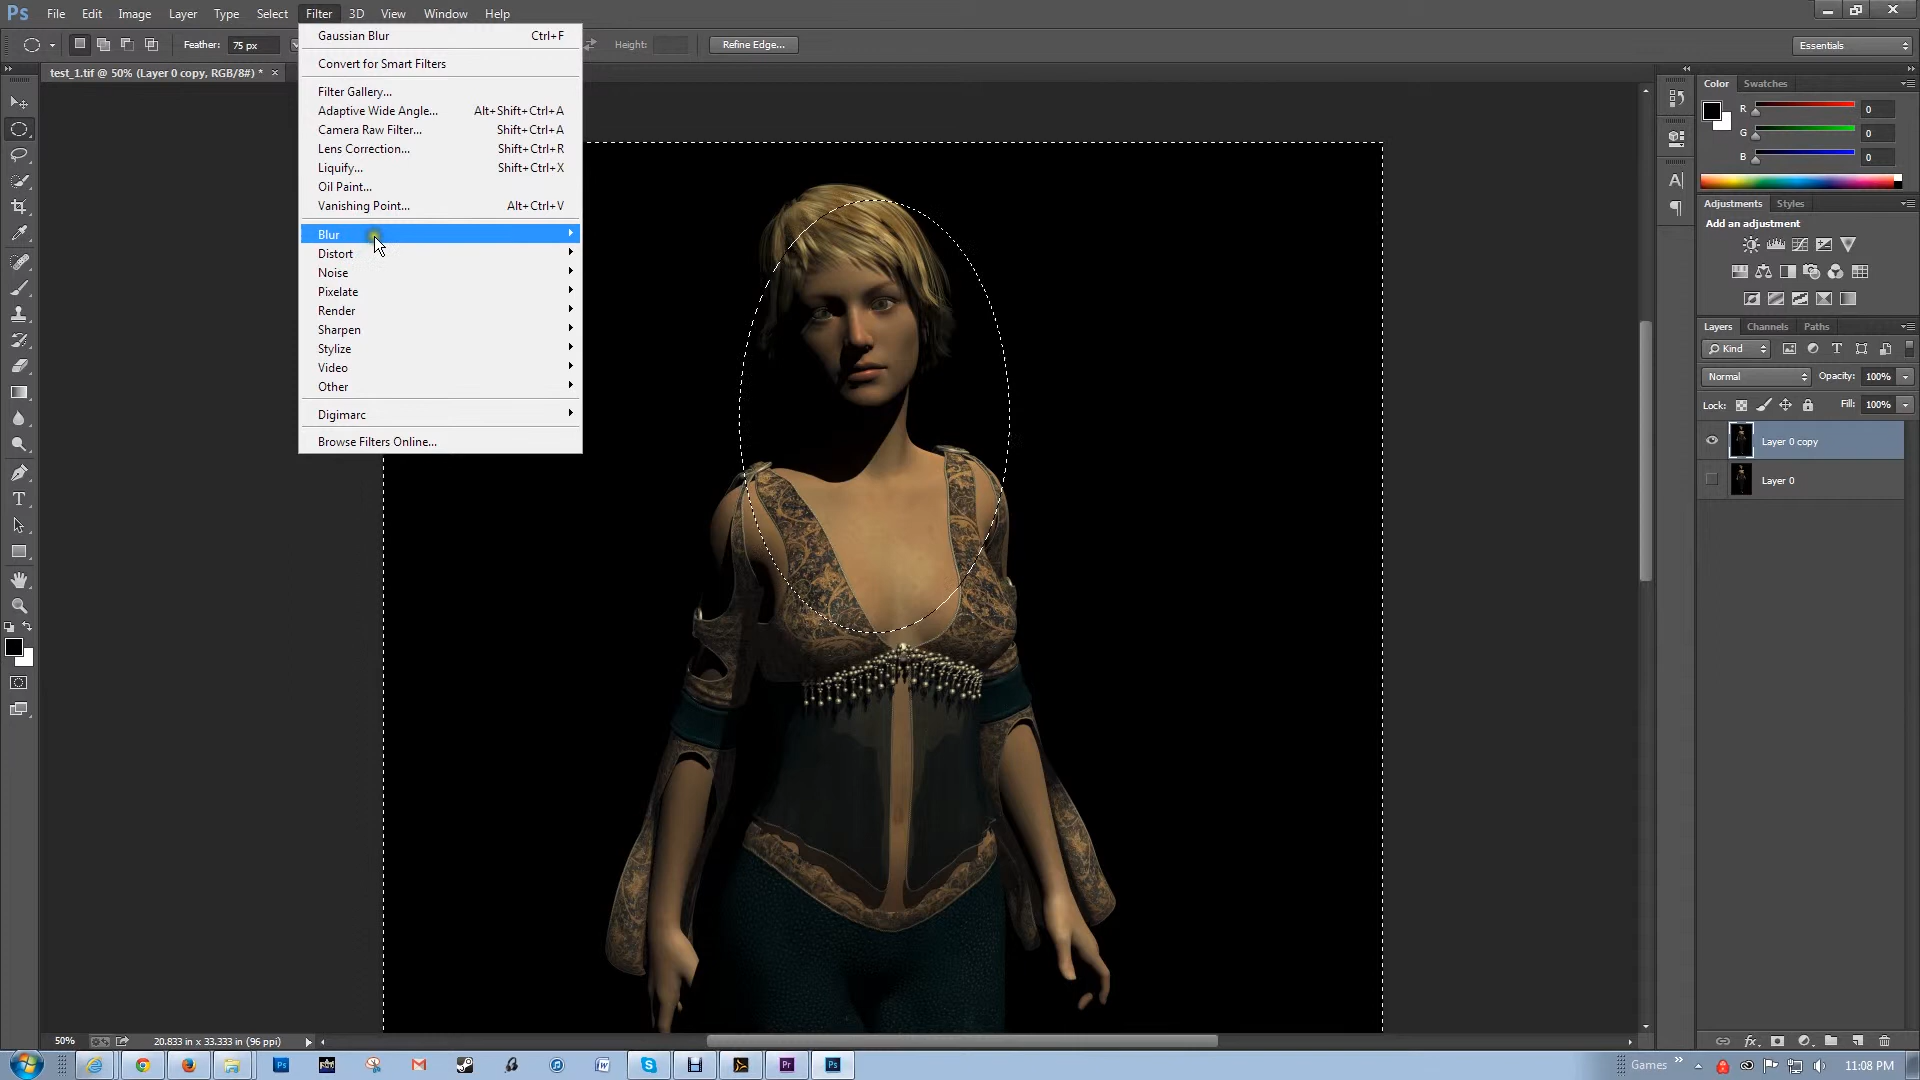 Ps File Edit Image Layer Type Select Filter 3D View Window Help
Feather: 75 px Height: Refine Edge... Essentials
test_1.tif @ 50% (Layer 0 copy, RGB/8#) * ×
Gaussian Blur Ctrl+F
Convert for Smart Filters
Filter Gallery...
Adaptive Wide Angle... Alt+Shift+Ctrl+A
Camera Raw Filter... Shift+Ctrl+A
Lens Correction... Shift+Ctrl+R
Liquify... Shift+Ctrl+X
Oil Paint...
Vanishing Point... Alt+Ctrl+V
Blur
Distort
Noise
Pixelate
Render
Sharpen
Stylize
Video
Other
Digimarc
Browse Filters Online...
Color Swatches
R 0
G 0
B 0
Adjustments Styles
Add an adjustment
Layers Channels Paths
Kind
Normal Opacity: 100%
Lock: Fill: 100%
Layer 0 copy
Layer 0
fx
50% 20.833 in x 33.333 in (96 ppi)
Games 11:08 PM